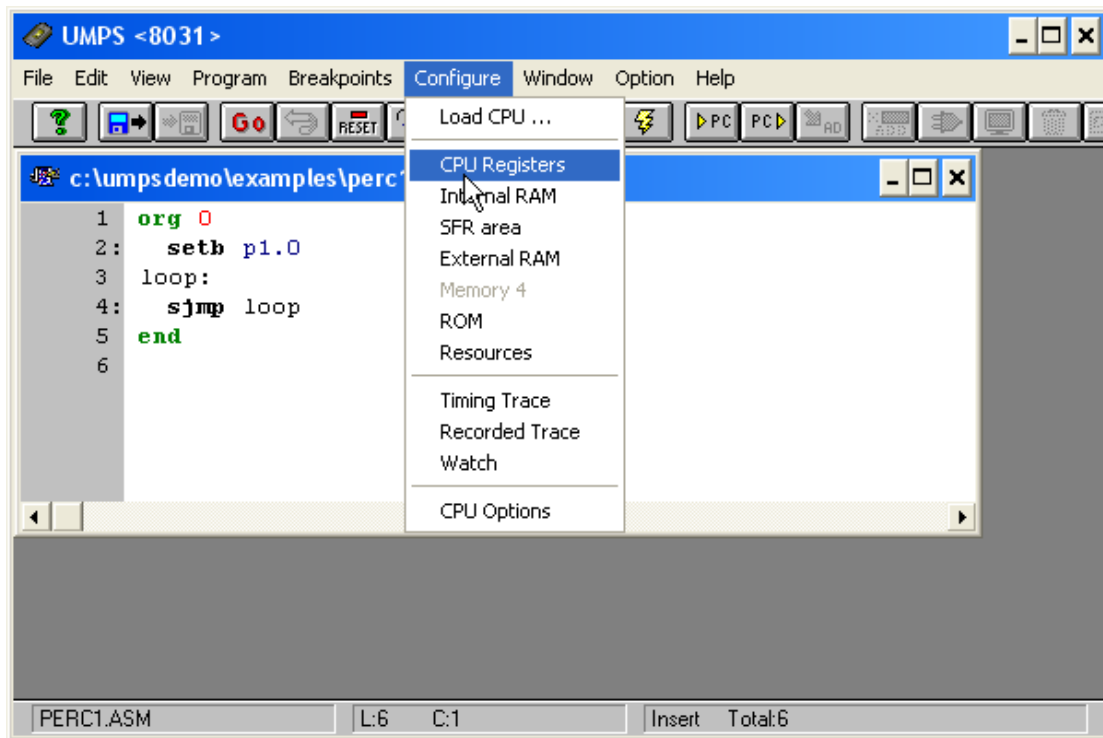 UMPS <8031>
File Edit View Program Breakpoints Configure Window Option Help
? Go RESET PC PC AD ADD
Load CPU ...
CPU Registers
Internal RAM
SFR area
External RAM
Memory 4
ROM
Resources
Timing Trace
Recorded Trace
Watch
CPU Options
c:\umpsdemo\examples\perc
1 org 0
2: setb p1.0
3 loop:
4: sjmp loop
5 end
6
PERC1.ASM L:6 C:1 Insert Total:6